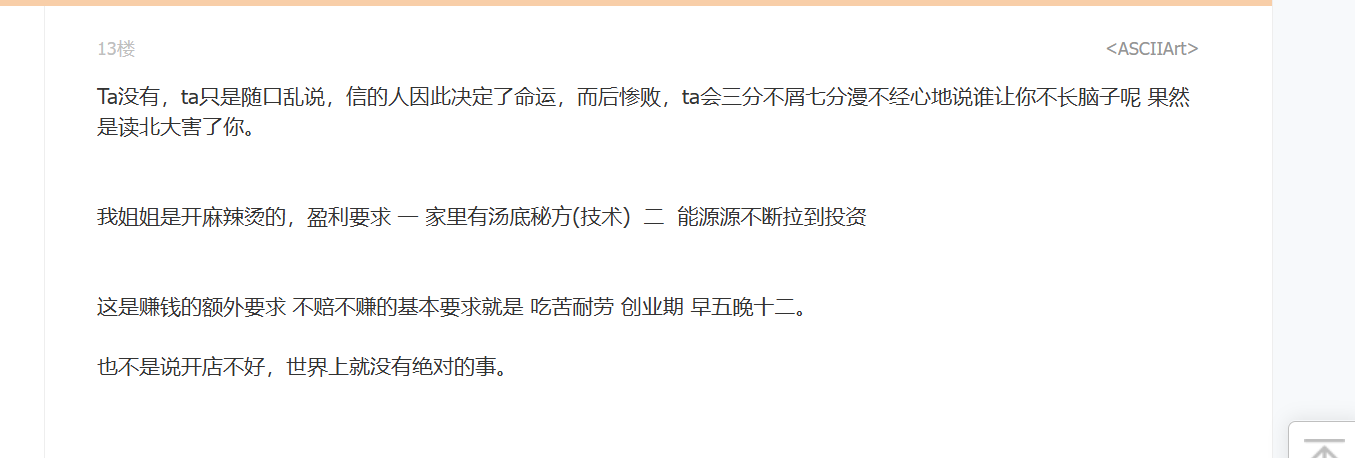 13楼
<ASCIIArt>
Ta没有，ta只是随口乱说，信的人因此决定了命运，而后惨败，ta会三分不屑七分漫不经心地说谁让你不长脑子呢 果然
是读北大害了你。
我姐姐是开麻辣烫的，盈利要求 一 家里有汤底秘方(技术) 二 能源源不断拉到投资
这是赚钱的额外要求 不赔不赚的基本要求就是 吃苦耐劳 创业期 早五晚十二。
也不是说开店不好，世界上就没有绝对的事。